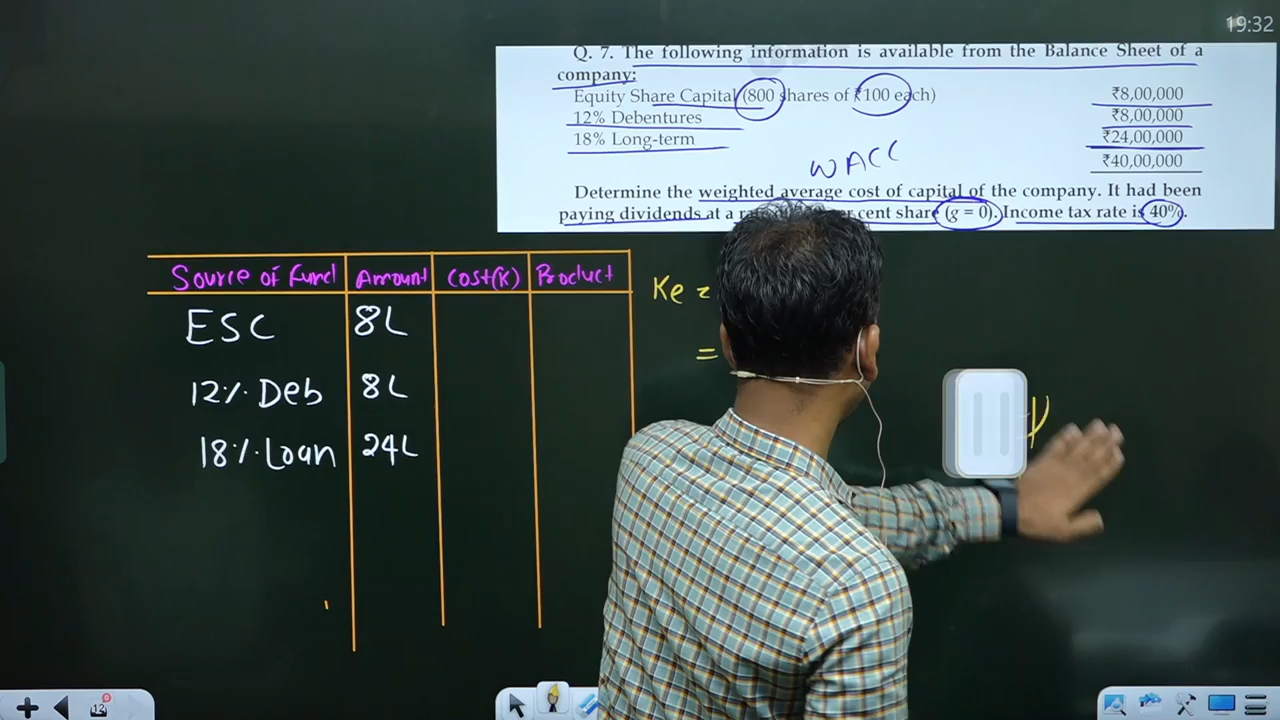 19:32
Q. 7. The following information is available from the Balance Sheet of a
company:
Equity Share Capital (800 shares of ₹100 each) ₹8,00,000
12% Debentures ₹8,00,000
18% Long-term ₹24,00,000
₹40,00,000
WACC
Determine the weighted average cost of capital of the company. It had been
paying dividends at a cent share (g = 0). Income tax rate is 40%.
Source of Fund Amount Cost(K) Product
Ke =
ESC 8L
=
12% Deb 8L
18% Loan 24L
12